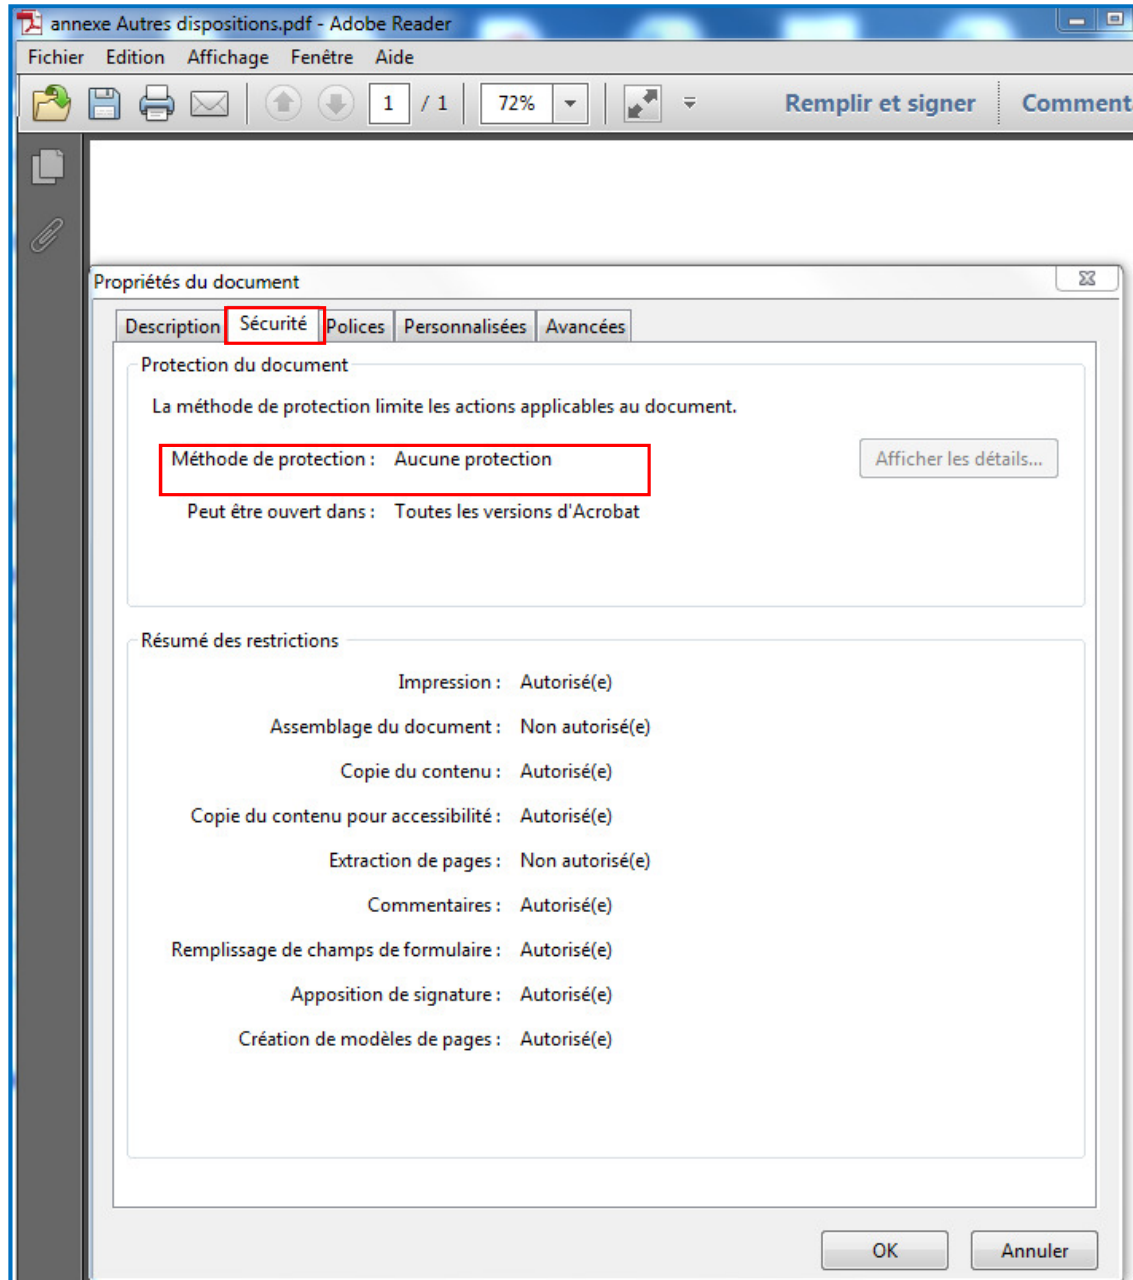 annexe Autres dispositions.pdf - Adobe Reader
Fichier Edition Affichage Fenêtre Aide
1 / 1 72% Remplir et signer Comment
Propriétés du document
Description Sécurité Polices Personnalisées Avancées
Protection du document
La méthode de protection limite les actions applicables au document.
Méthode de protection : Aucune protection Afficher les détails...
Peut être ouvert dans : Toutes les versions d'Acrobat
Résumé des restrictions
Impression : Autorisé(e)
Assemblage du document : Non autorisé(e)
Copie du contenu : Autorisé(e)
Copie du contenu pour accessibilité : Autorisé(e)
Extraction de pages : Non autorisé(e)
Commentaires : Autorisé(e)
Remplissage de champs de formulaire : Autorisé(e)
Apposition de signature : Autorisé(e)
Création de modèles de pages : Autorisé(e)
OK Annuler